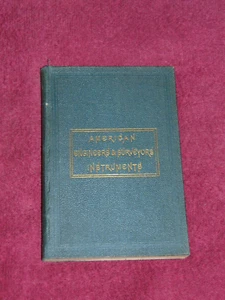 AMERICAN
ENGINEERS & SURVEYORS
INSTRUMENTS